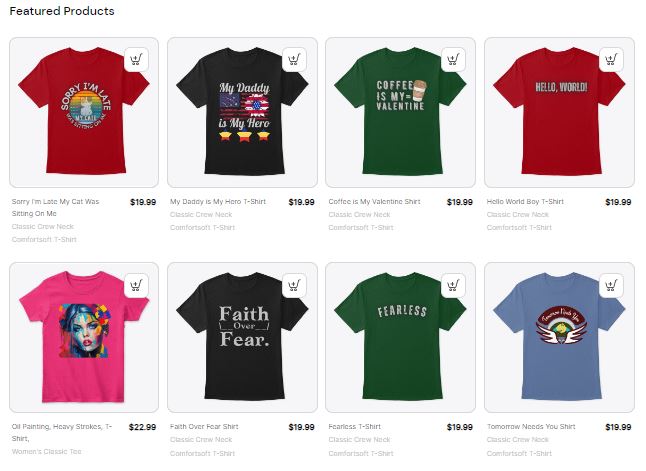 Featured Products
SORRY I'M LATE
MY CAT
WAS SITTING ON ME
My Daddy
is My Hero
COFFEE
IS MY=
VALENTINE
HELLO, WORLD!
Sorry I'm Late My Cat Was
Sitting On Me
$19.99
Classic Crew Neck
Comfortsoft T-Shirt
My Daddy is My Hero T-Shirt
$19.99
Classic Crew Neck
Comfortsoft T-Shirt
Coffee is My Valentine Shirt
$19.99
Classic Crew Neck
Comfortsoft T-Shirt
Hello World Boy T-Shirt
$19.99
Classic Crew Neck
Comfortsoft T-Shirt
Faith
Over
Fear.
FEARLESS
Tomorrow Needs You
Oil Painting, Heavy Strokes, T-
Shirt,
$22.99
Women's Classic Tee
Faith Over Fear Shirt
$19.99
Classic Crew Neck
Comfortsoft T-Shirt
Fearless T-Shirt
$19.99
Classic Crew Neck
Comfortsoft T-Shirt
Tomorrow Needs You Shirt
$19.99
Classic Crew Neck
Comfortsoft T-Shirt